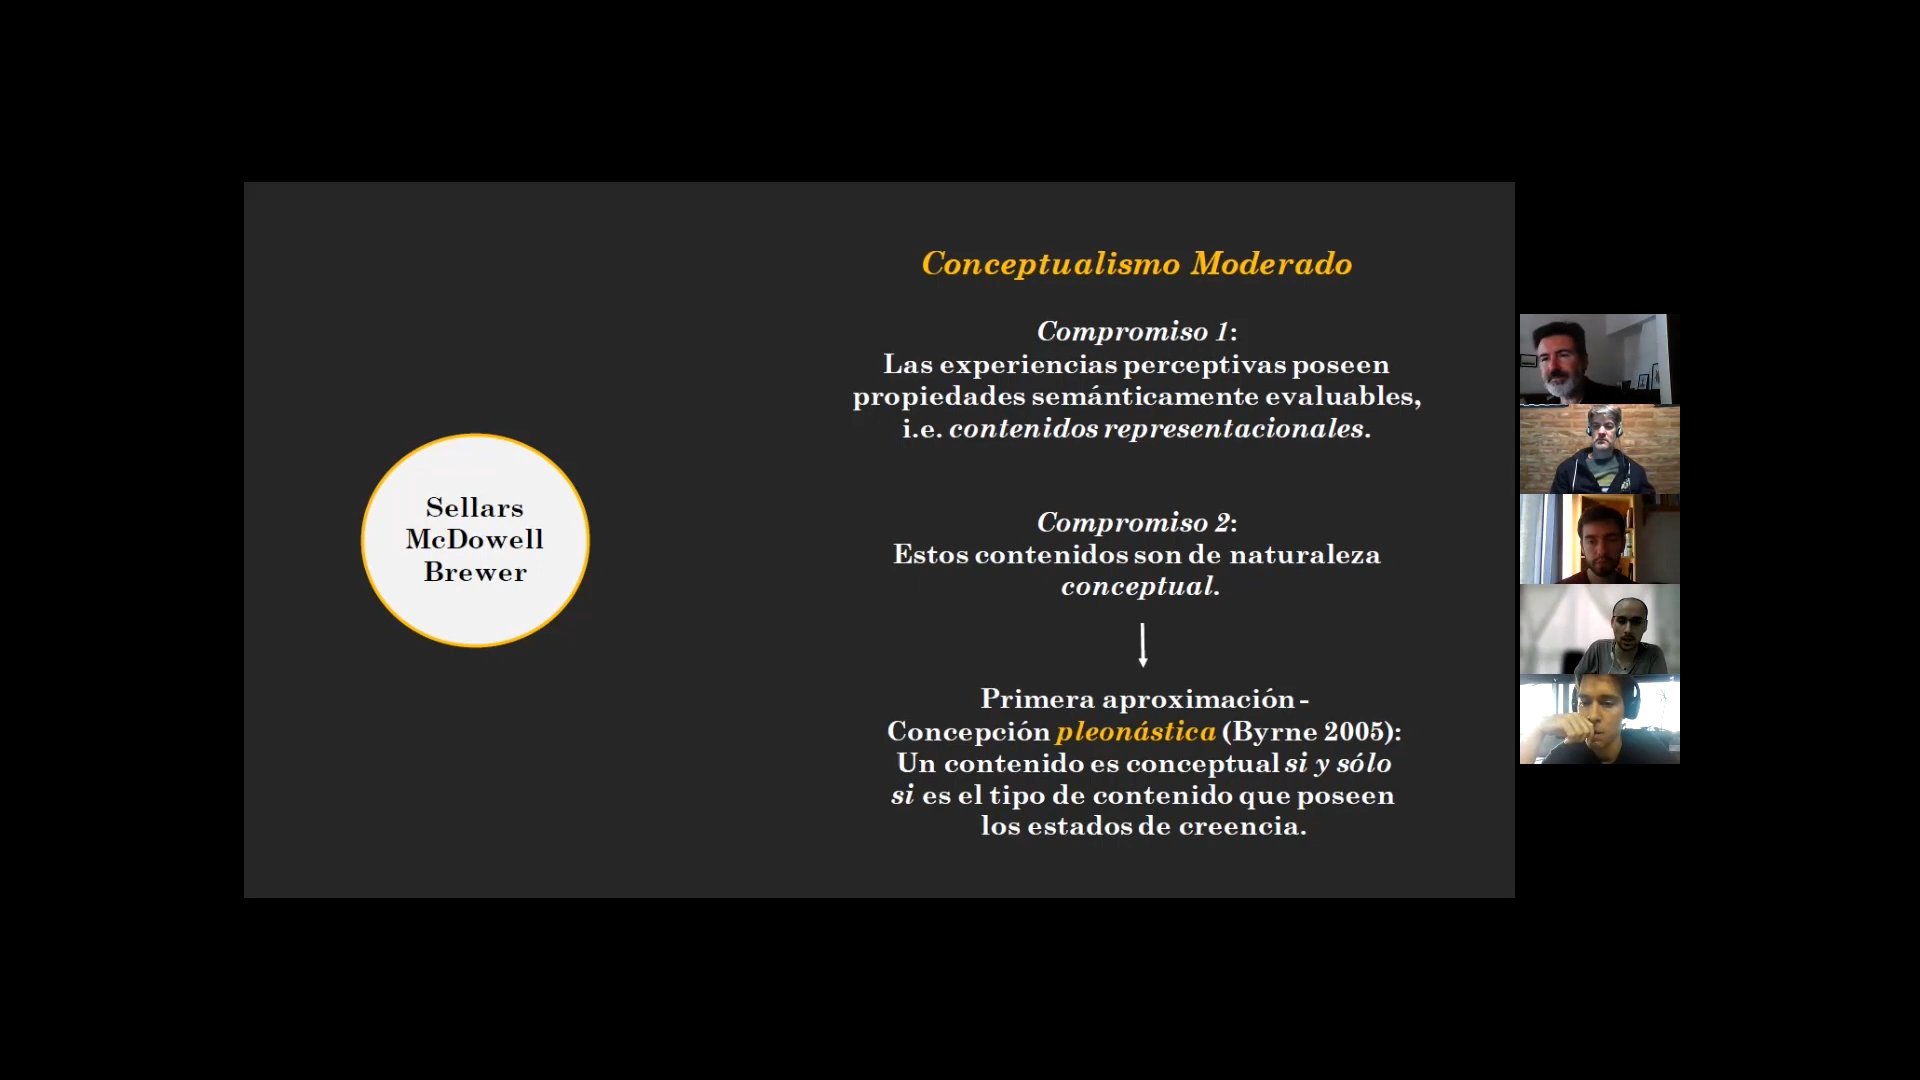 Sellars
McDowell
Brewer
Conceptualismo Moderado
Compromiso 1:
Las experiencias perceptivas poseen
propiedades semánticamente evaluables,
i.e. contenidos representacionales.
Compromiso 2:
Estos contenidos son de naturaleza
conceptual.
Primera aproximación-
Concepción pleonástica (Byrne 2005):
Un contenido es conceptual si y sólo
si es el tipo de contenido que poseen
los estados de creencia.